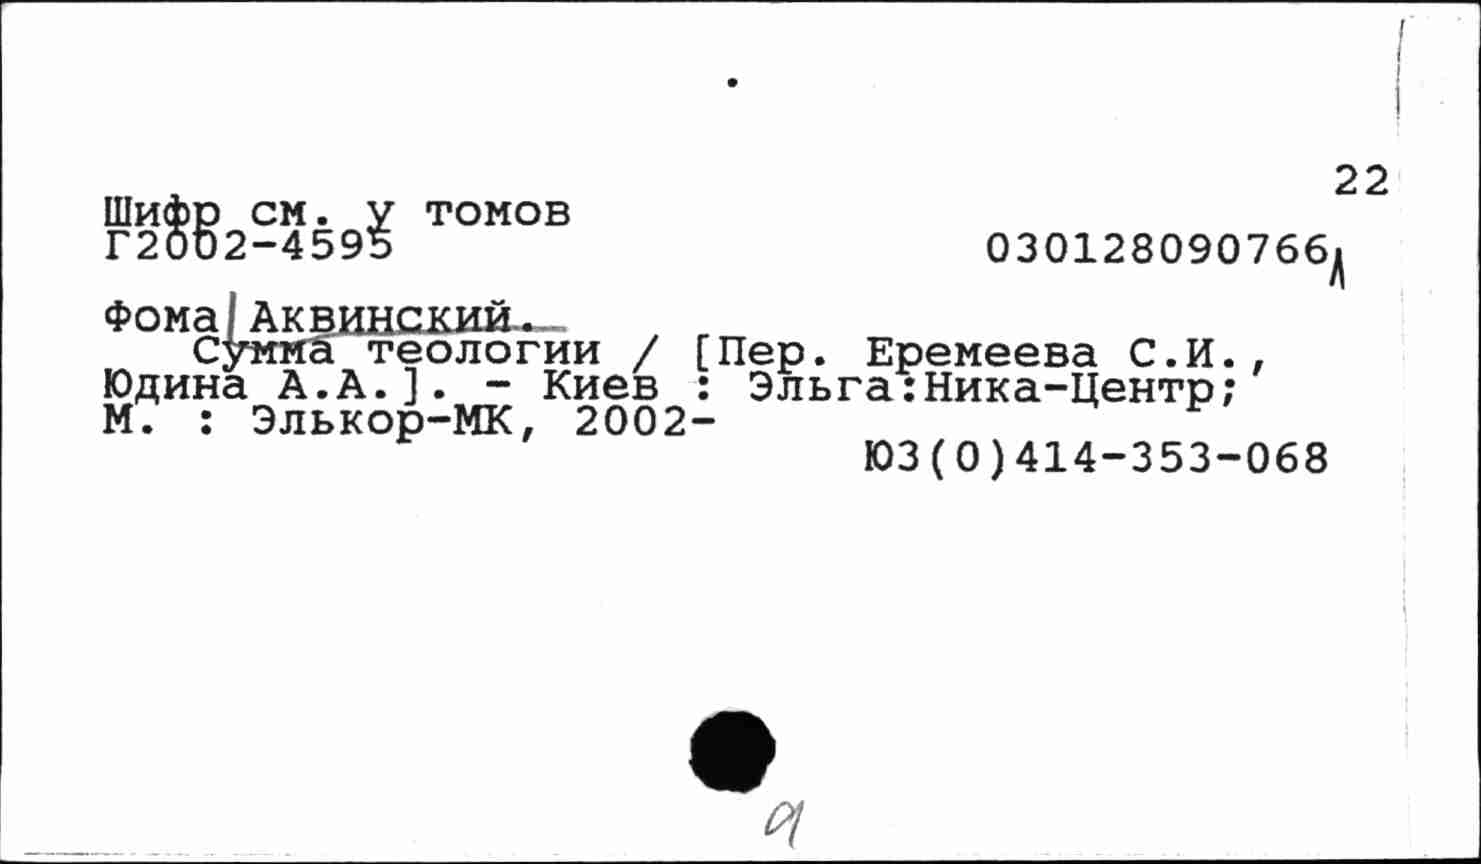 22
Шифр см. у томов
Г2002-4595
030128090766Л
Фома Аквинский.
Сумма теологии / [Пер. Еремеева С.И.,
Юдина А.А.]. - Киев : Эльга:Ника-Центр;
М. : Элькор-МК, 2002-
Ю3(0)414-353-068